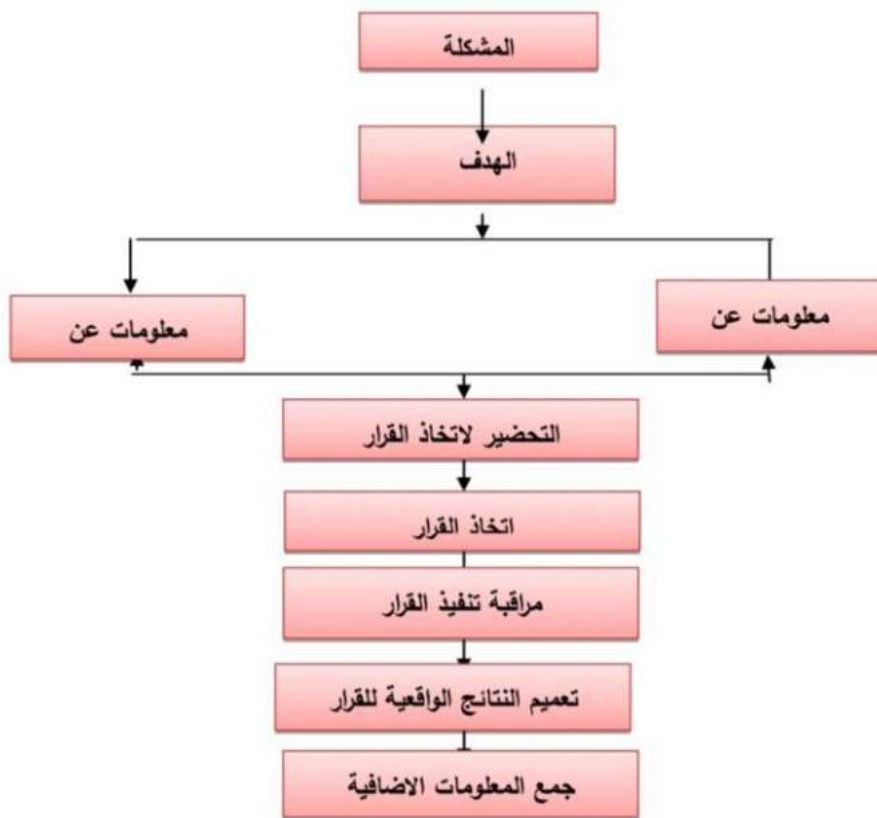 المشكلة
الهدف
معلومات عن
معلومات عن
التحضير لاتخاذ القرار
اتخاذ القرار
مراقبة تنفيذ القرار
تعميم النتائج الواقعية للقرار
جمع المعلومات الاضافية